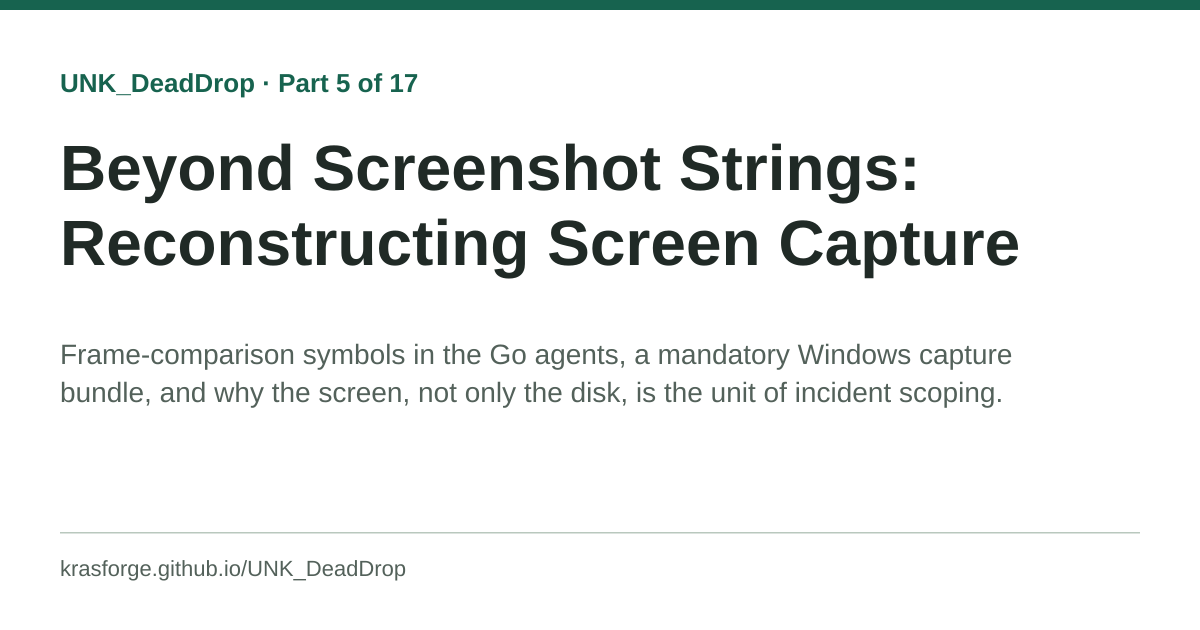 UNK_DeadDrop · Part 5 of 17
Beyond Screenshot Strings:
Reconstructing Screen Capture
Frame-comparison symbols in the Go agents, a mandatory Windows capture
bundle, and why the screen, not only the disk, is the unit of incident scoping.
krasforge.github.io/UNK_DeadDrop